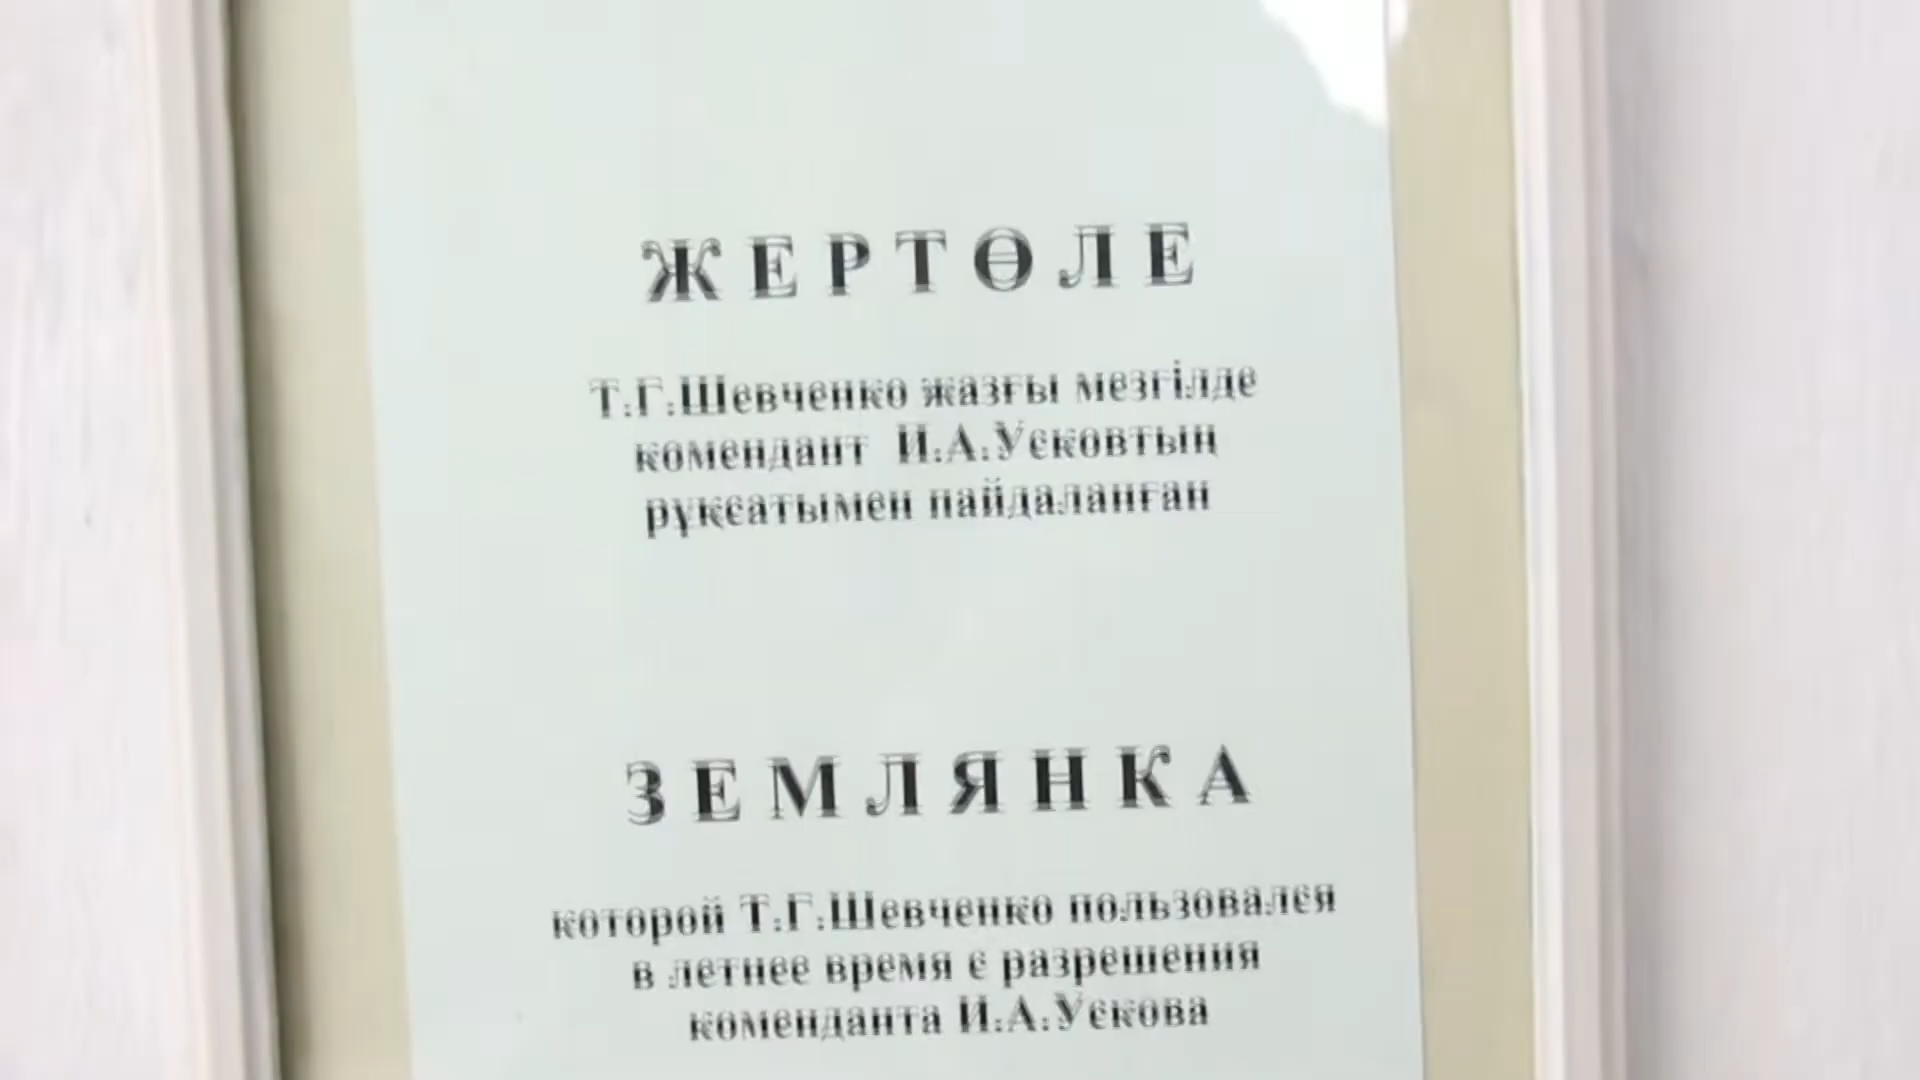 ЖЕРТӨЛЕ
Т.Г.Шевченко жазғы мезгілде
комендант И.А.Усковтың
рұқсатымен пайдаланған
ЗЕМЛЯНКА
которой Т.Г.Шевченко пользовался
в летнее время с разрешения
коменданта И.А.Ускова